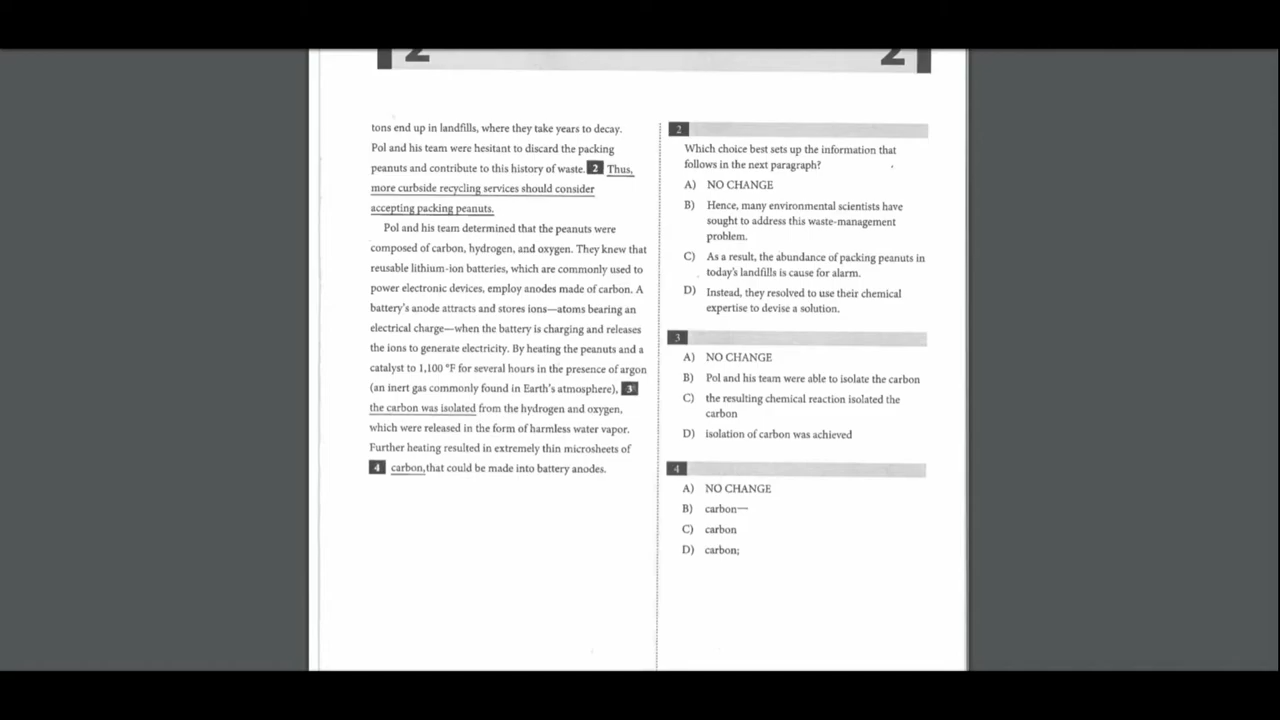 2
2
tons end up in landfills, where they take years to decay.
Pol and his team were hesitant to discard the packing
peanuts and contribute to this history of waste. 2 Thus,
more curbside recycling services should consider
accepting packing peanuts.
Pol and his team determined that the peanuts were
composed of carbon, hydrogen, and oxygen. They knew that
reusable lithium-ion batteries, which are commonly used to
power electronic devices, employ anodes made of carbon. A
battery's anode attracts and stores ions—atoms bearing an
electrical charge—when the battery is charging and releases
the ions to generate electricity. By heating the peanuts and a
catalyst to 1,100 °F for several hours in the presence of argon
(an inert gas commonly found in Earth's atmosphere), 3
the carbon was isolated from the hydrogen and oxygen,
which were released in the form of harmless water vapor.
Further heating resulted in extremely thin microsheets of
4 carbon, that could be made into battery anodes.
2
Which choice best sets up the information that
follows in the next paragraph?
A) NO CHANGE
B) Hence, many environmental scientists have
sought to address this waste-management
problem.
C) As a result, the abundance of packing peanuts in
today's landfills is cause for alarm.
D) Instead, they resolved to use their chemical
expertise to devise a solution.
3
A) NO CHANGE
B) Pol and his team were able to isolate the carbon
C) the resulting chemical reaction isolated the
carbon
D) isolation of carbon was achieved
4
A) NO CHANGE
B) carbon—
C) carbon
D) carbon;